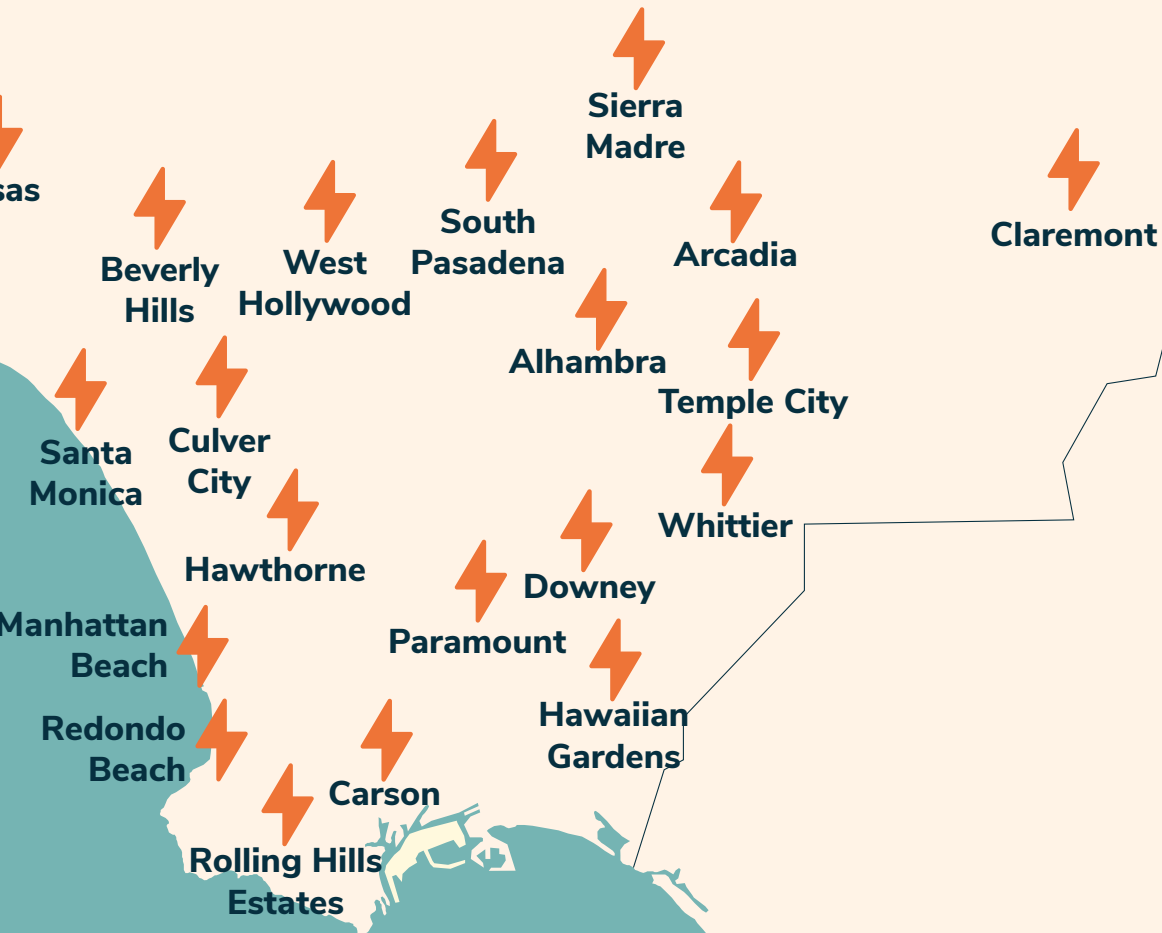 Sierra
Madre
sas
South
Pasadena
Claremont
Arcadia
West
Hollywood
Beverly
Hills
Alhambra
Temple City
Santa
Monica
Culver
City
Whittier
Hawthorne
Downey
Manhattan
Beach
Paramount
Hawaiian
Gardens
Redondo
Beach
Carson
Rolling Hills
Estates